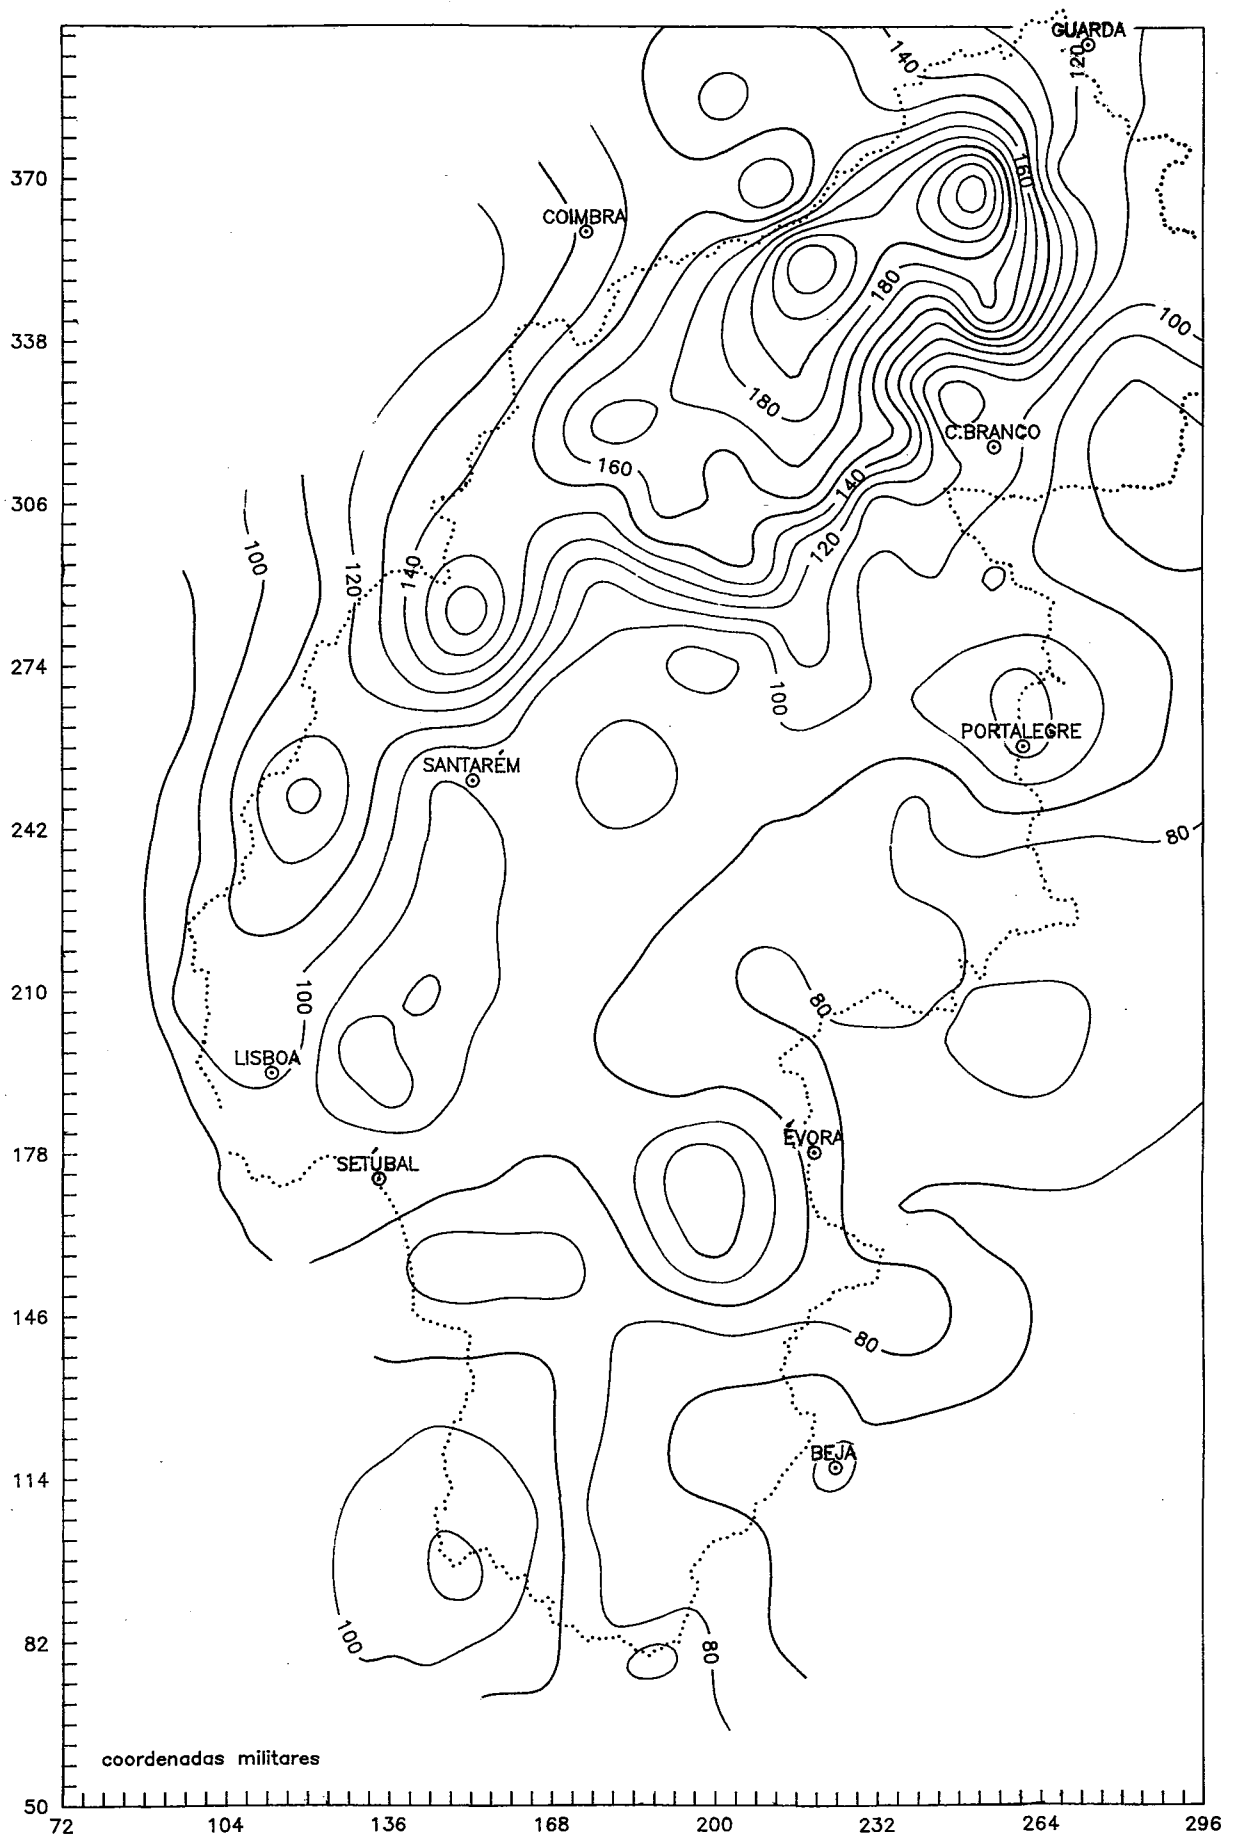 GUARDA
140
120
160
370
COIMBRA
180
100
338
180
C.BRANCO
160
140
306
120
100
120
140
274
100
PORTALEGRE
SANTARÉM
242
80
210
100
80
LISBOA
ÉVORA
178
SETÚBAL
146
80
BEJA
114
100
82
80
coordenadas militares
50
72 104 136 168 200 232 264 296